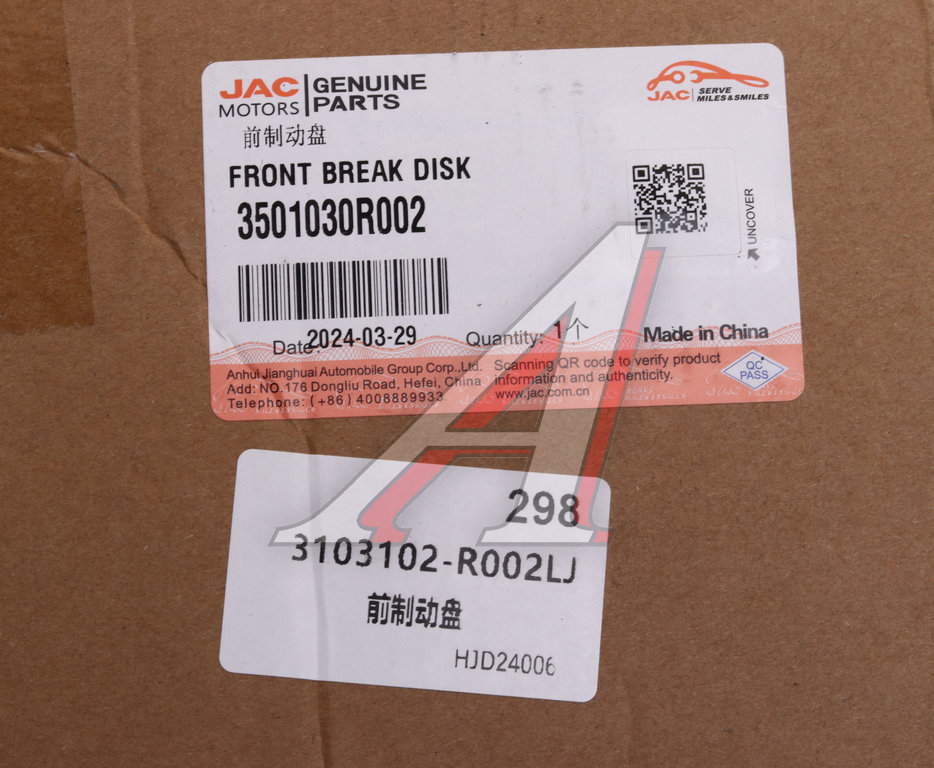 JAC MOTORS GENUINE PARTS
JAC SERVE MILES&SMILES
前制动盘
FRONT BREAK DISK
3501030R002
UNCOVER
Date: 2024-03-29
Quantity: 1个
Made in China
Anhui Jianghuai Automobile Group Corp.,Ltd.
Add: NO.176 Dongliu Road, Hefei, China
Telephone: (+86) 4008889933
Scanning QR code to verify product
information and authenticity.
www.jac.com.cn
QC
PASS
298
3103102-R002LJ
前制动盘
HJD24006